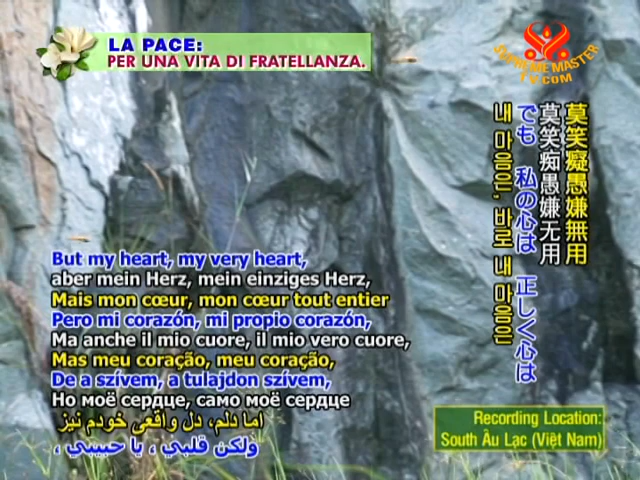 LA PACE:
PER UNA VITA DI FRATELLANZA.
SUPREME MASTER
TV.COM
莫笑癡愚嫌無用
莫笑痴愚嫌无用
でも 私の心は 正しく心は
내 마음은, 바로 내 마음은
But my heart, my very heart,
aber mein Herz, mein einziges Herz,
Mais mon cœur, mon cœur tout entier
Pero mi corazón, mi propio corazón,
Ma anche il mio cuore, il mio vero cuore,
Mas meu coração, meu coração,
De a szívem, a tulajdon szívem,
Но моё сердце, само моё сердце
اما دلم، دل واقعی خودم نیز
ولكن قلبي ، يا حبيبي ،
Recording Location:
South Âu Lạc (Việt Nam)